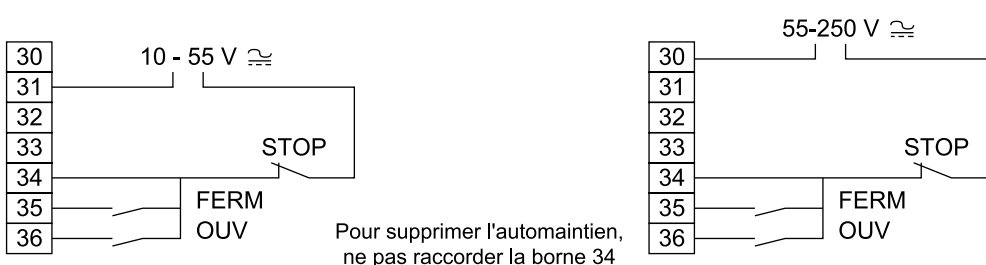 55-250 V
10 - 55 V
30
31
32
33
34
35
36
STOP
FERM
OUV
30
31
32
33
34
35
36
STOP
FERM
OUV
Pour supprimer l'automaintien,
ne pas raccorder la borne 34